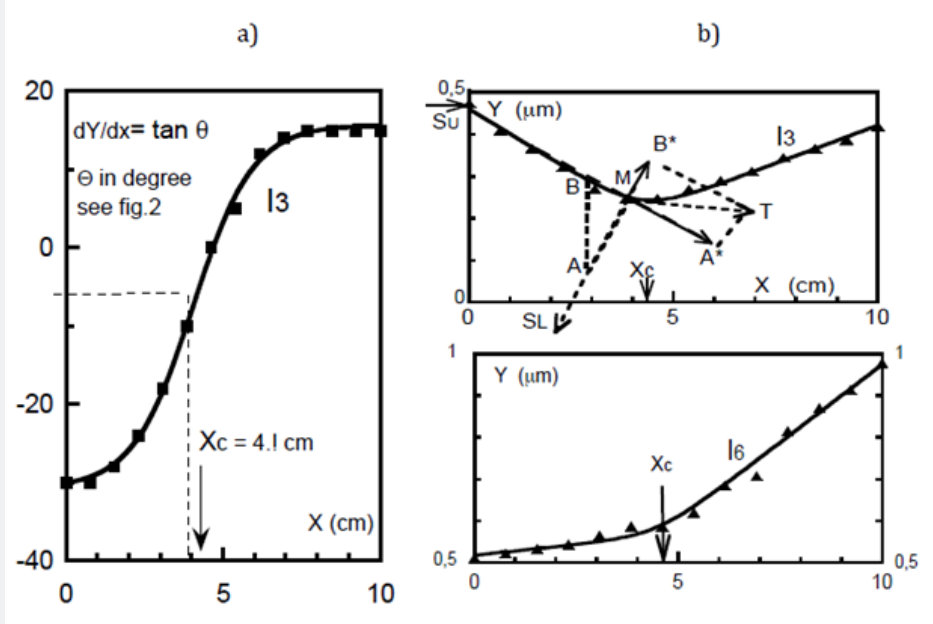 a)
b)
20
0
-20
-40
0
5
10
dY/dx= tan θ
Θ in degree
see fig.2
I3
Xc = 4.! cm
X (cm)
0,5
0
SU
Y (μm)
B*
I3
B
M
T
A
A*
Xc
X (cm)
SL
0
5
10
1
1
Y (μm)
I6
Xc
0,5
0,5
0
5
10